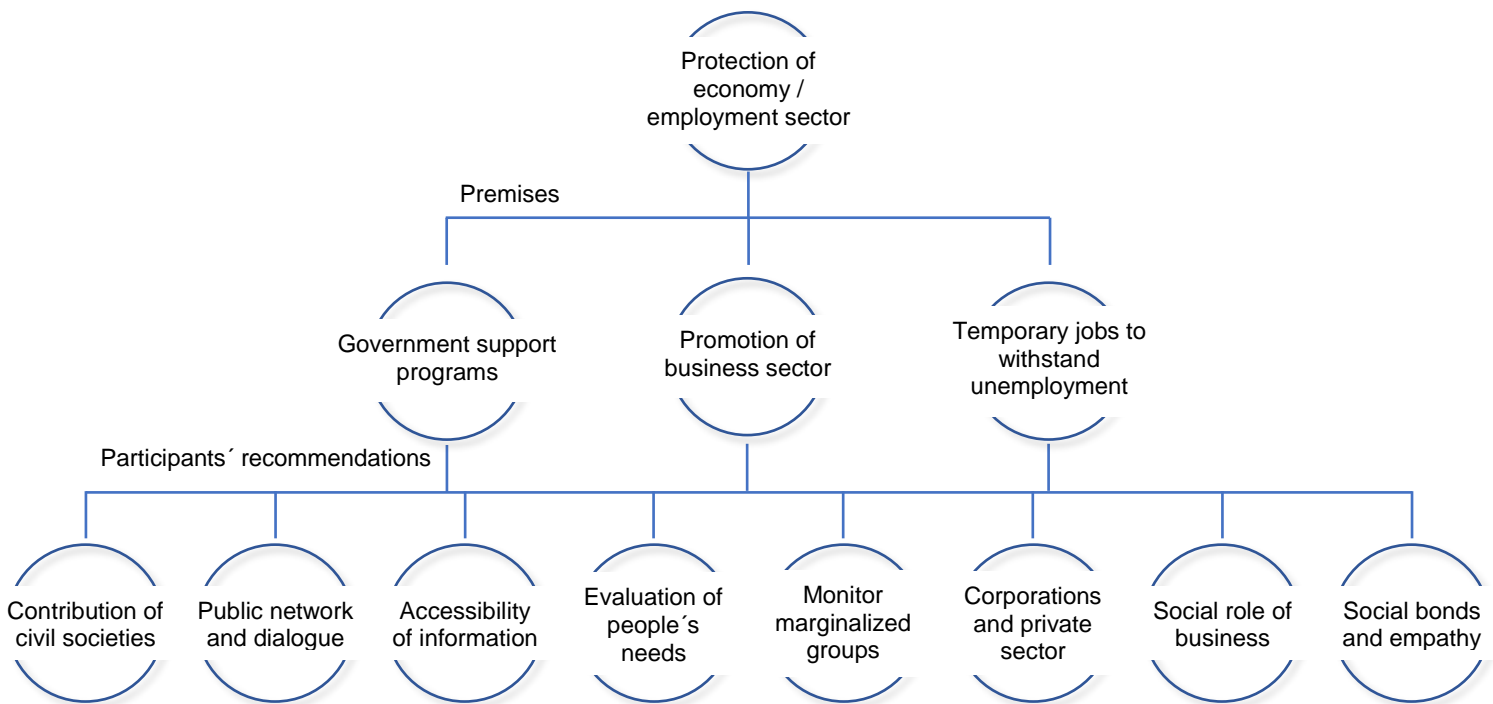 Protection of
economy /
employment sector
Premises
Government support
programs
Promotion of
business sector
Temporary jobs to
withstand
unemployment
Participants´ recommendations
Contribution of
civil societies
Public network
and dialogue
Accessibility
of information
Evaluation of
people´s
needs
Monitor
marginalized
groups
Corporations
and private
sector
Social role of
business
Social bonds
and empathy